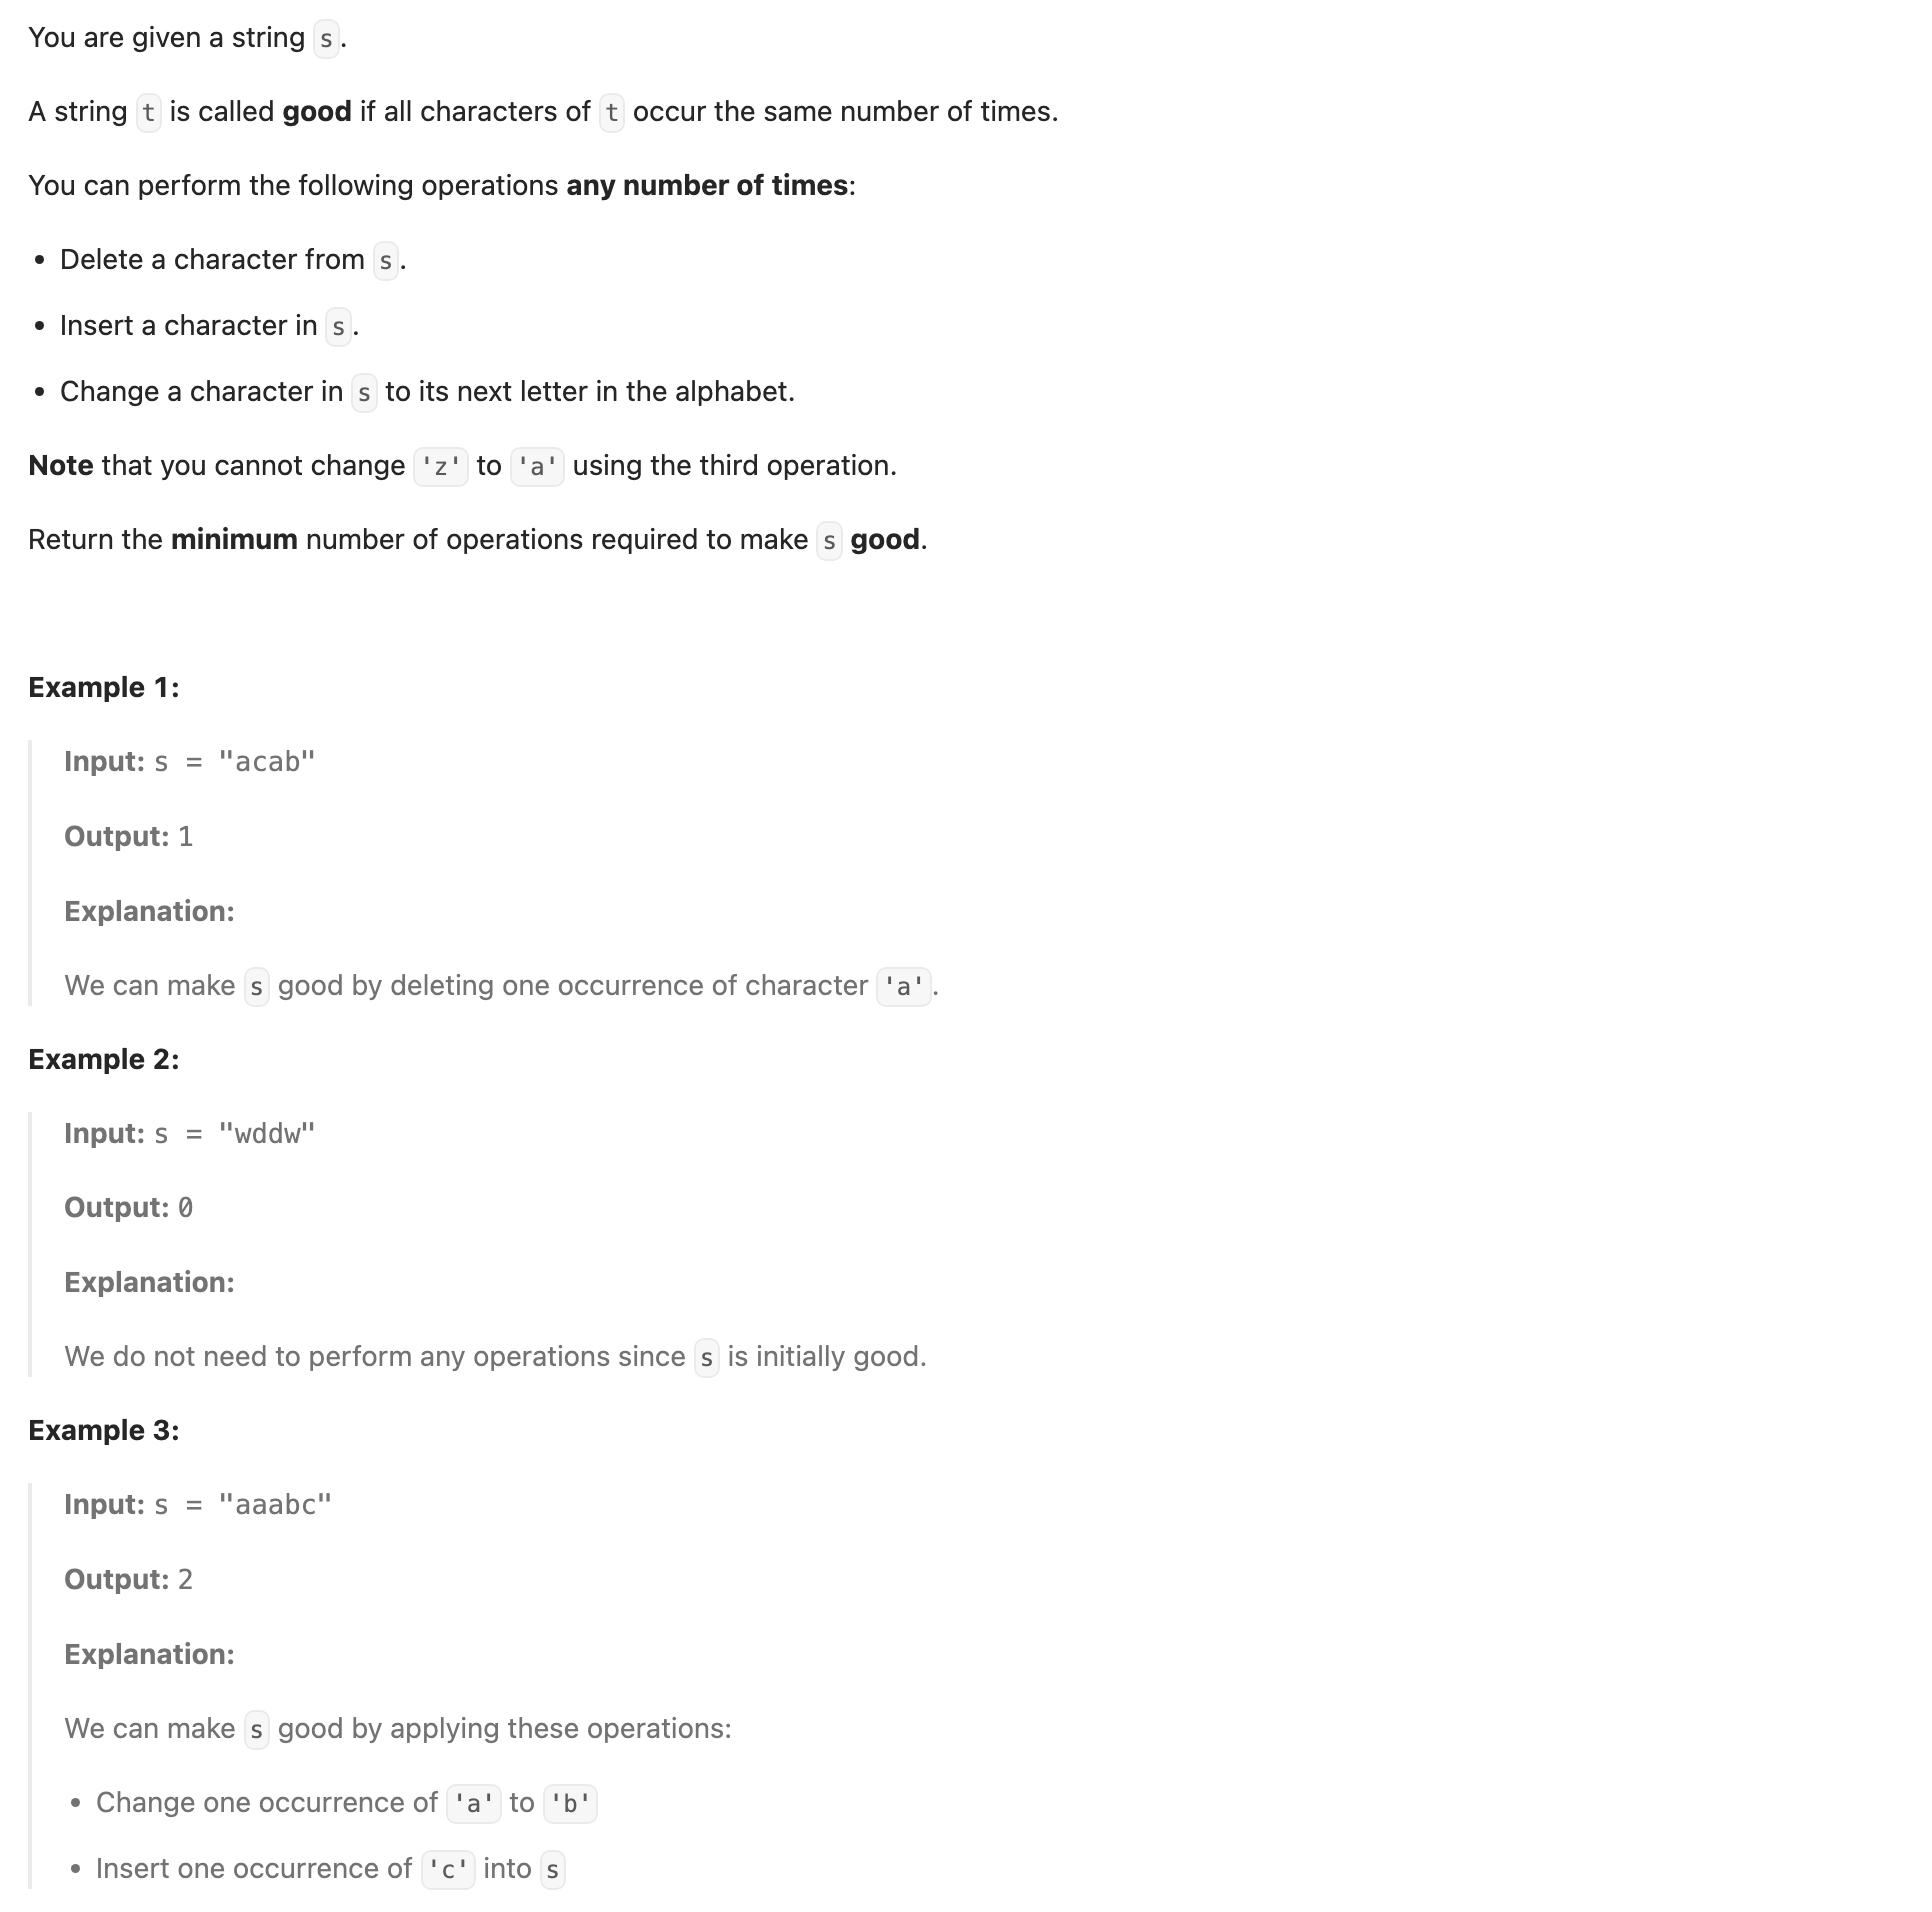 You are given a string s.
A string t is called good if all characters of t occur the same number of times.
You can perform the following operations any number of times:
• Delete a character from s.
• Insert a character in s.
• Change a character in s to its next letter in the alphabet.
Note that you cannot change 'z' to 'a' using the third operation.
Return the minimum number of operations required to make s good.
Example 1:
Input: s = "acab"
Output: 1
Explanation:
We can make s good by deleting one occurrence of character 'a'.
Example 2:
Input: s = "wddw"
Output: 0
Explanation:
We do not need to perform any operations since s is initially good.
Example 3:
Input: s = "aaabc"
Output: 2
Explanation:
We can make s good by applying these operations:
• Change one occurrence of 'a' to 'b'
• Insert one occurrence of 'c' into s